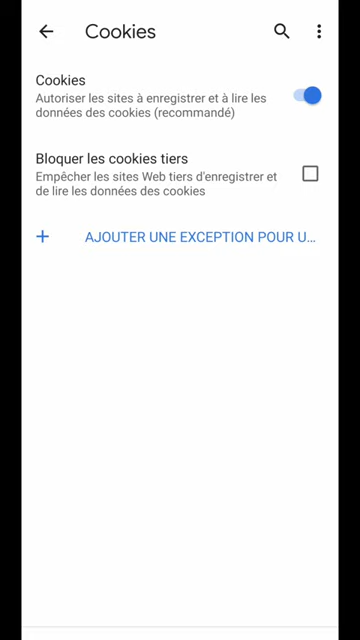 Cookies
Cookies
Autoriser les sites à enregistrer et à lire les
données des cookies (recommandé)
Bloquer les cookies tiers
Empêcher les sites Web tiers d'enregistrer et
de lire les données des cookies
AJOUTER UNE EXCEPTION POUR U...